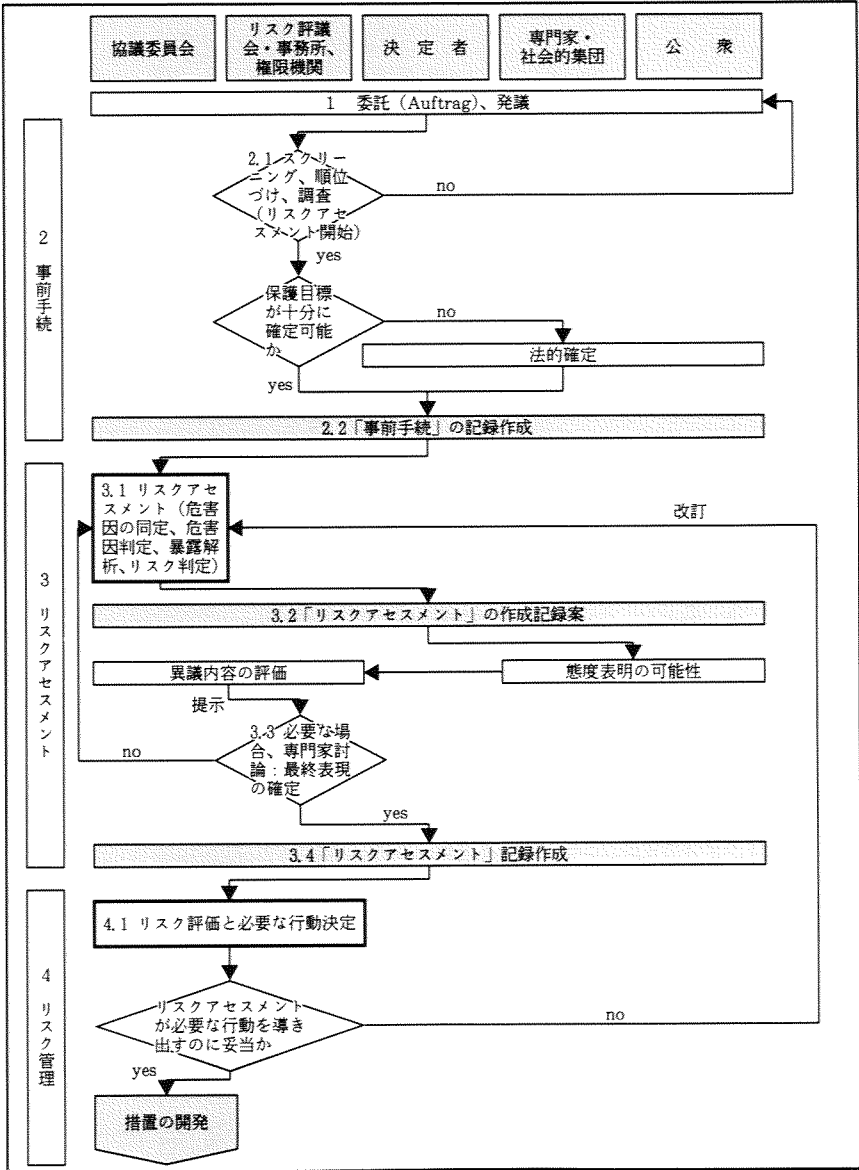 協議委員会
リスク評議
会・事務所、
権限機関
決　定　者
専門家・
社会的集団
公　　衆
1　委託（Auftrag）、発議
2　事前手続
2.1 スクリー
ニング、順位
づけ、調査
（リスクアセ
スメント開始）
no
yes
保護目標
が十分に
確定可能
か
no
法的確定
yes
2.2「事前手続」の記録作成
3　リスクアセスメント
3.1 リスクアセ
スメント（危害
因の同定、危害
因判定、暴露解
析、リスク判定）
改訂
3.2「リスクアセスメント」の作成記録案
異議内容の評価
態度表明の可能性
提示
3.3 必要な場
合、専門家討
論：最終表現
の確定
no
yes
3.4「リスクアセスメント」記録作成
4　リスク管理
4.1 リスク評価と必要な行動決定
リスクアセスメント
が必要な行動を導き
出すのに妥当か
no
yes
措置の開発